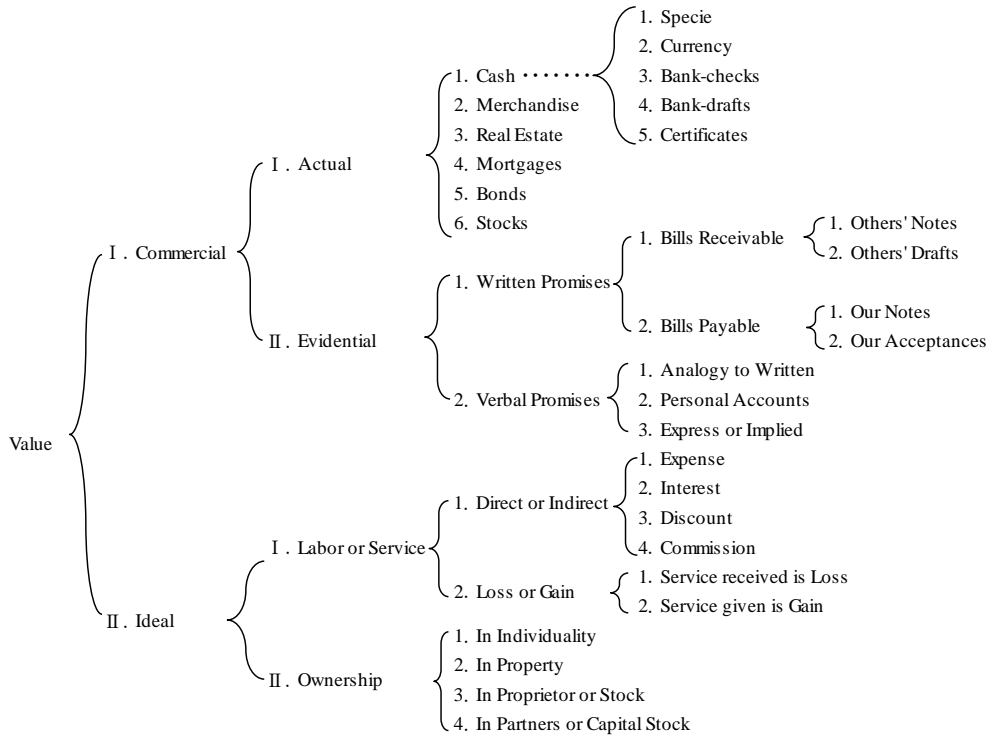 1. Specie
2. Currency
1. Cash ········ 3. Bank-checks
2. Merchandise 4. Bank-drafts
3. Real Estate 5. Certificates
Ⅰ. Actual 4. Mortgages
5. Bonds
6. Stocks 1. Others' Notes
1. Bills Receivable
Ⅰ. Commercial 2. Others' Drafts
1. Written Promises
1. Our Notes
2. Bills Payable
Ⅱ. Evidential 2. Our Acceptances
1. Analogy to Written
2. Verbal Promises 2. Personal Accounts
3. Express or Implied
Value
1. Expense
2. Interest
1. Direct or Indirect
3. Discount
Ⅰ. Labor or Service 4. Commission
1. Service received is Loss
2. Loss or Gain
2. Service given is Gain
Ⅱ. Ideal
1. In Individuality
2. In Property
Ⅱ. Ownership
3. In Proprietor or Stock
4. In Partners or Capital Stock